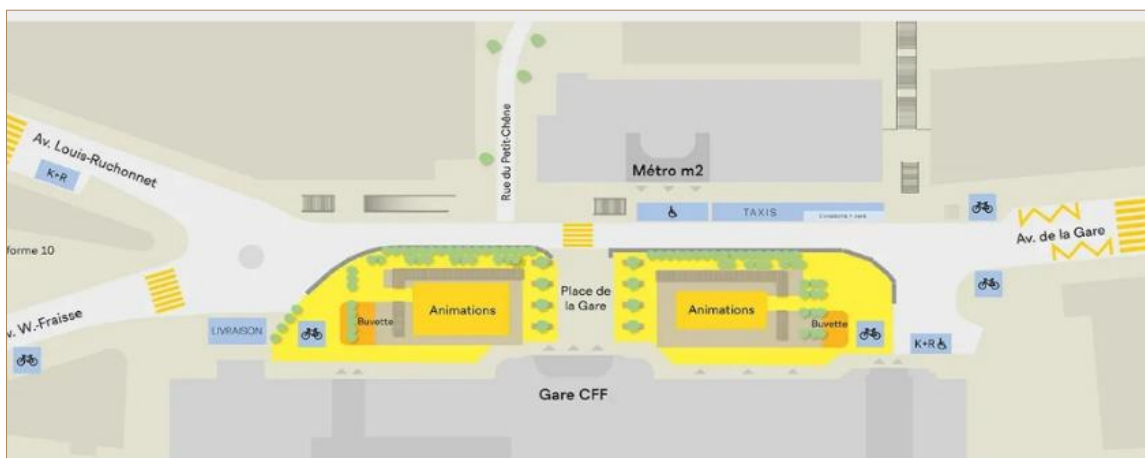 Av. Louis-Ruchonnet
K+R
Rue du Petit-Chêne
Métro m2
TAXIS
forme 10
Av. de la Gare
Place de
la Gare
Animations
Animations
Buvette
Buvette
v. W.-Fraisse
LIVRAISON
K+R
Gare CFF